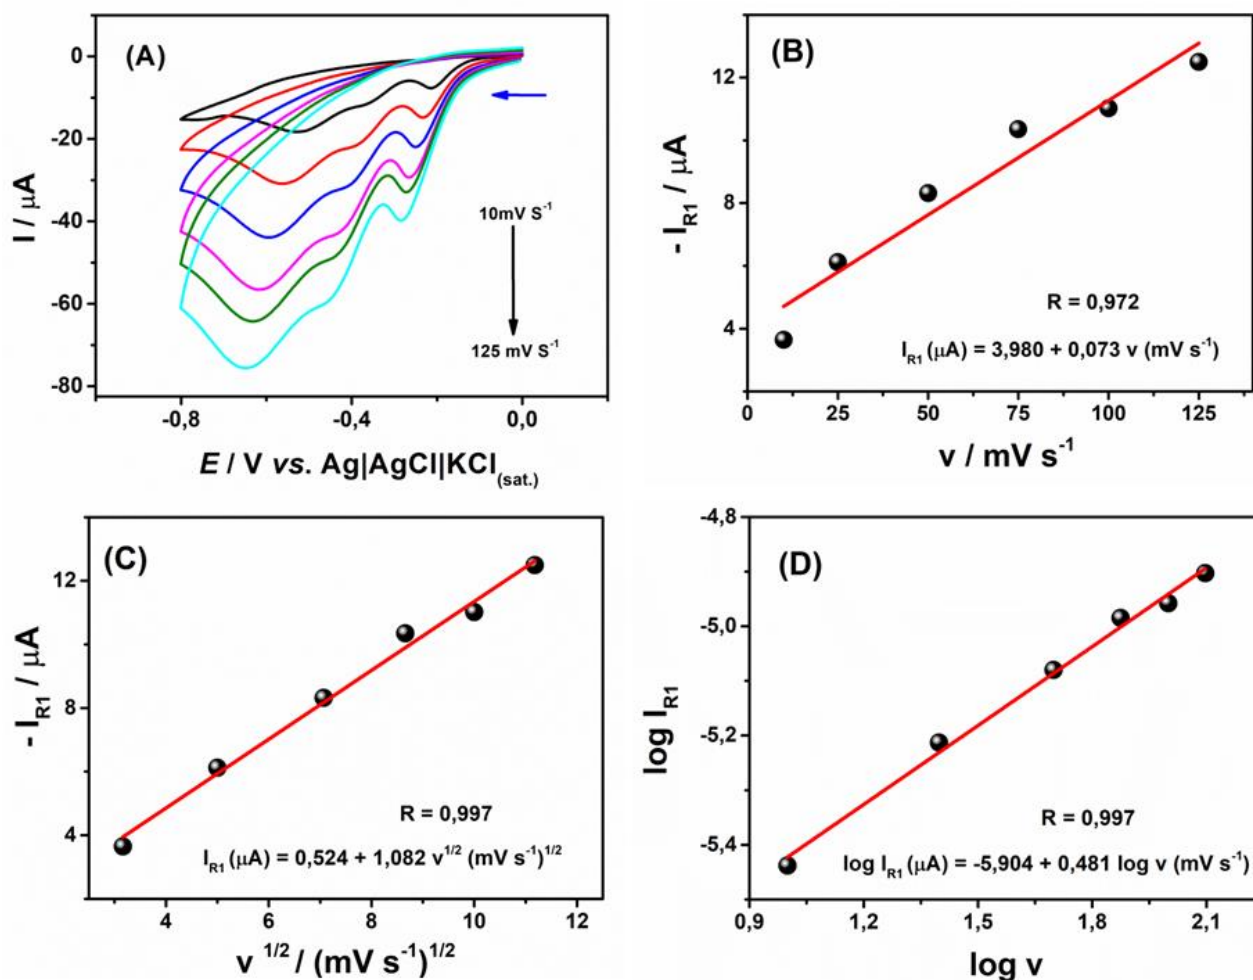 (A)
0
-20
-40
-60
-80
I / µA
10mV S⁻¹
125 mV S⁻¹
-0,8
-0,4
0,0
E / V vs. Ag|AgCl|KCl(sat.)
(B)
12
8
4
- I_R1 / µA
R = 0,972
I_R1 (µA) = 3,980 + 0,073 v (mV s⁻¹)
0
25
50
75
100
125
v / mV s⁻¹
(C)
12
8
4
- I_R1 / µA
R = 0,997
I_R1 (µA) = 0,524 + 1,082 v^1/2 (mV s⁻¹)^1/2
4
6
8
10
12
v ^1/2 / (mV s⁻¹)^1/2
(D)
-4,8
-5,0
-5,2
-5,4
log I_R1
R = 0,997
log I_R1 (µA) = -5,904 + 0,481 log v (mV s⁻¹)
0,9
1,2
1,5
1,8
2,1
log v